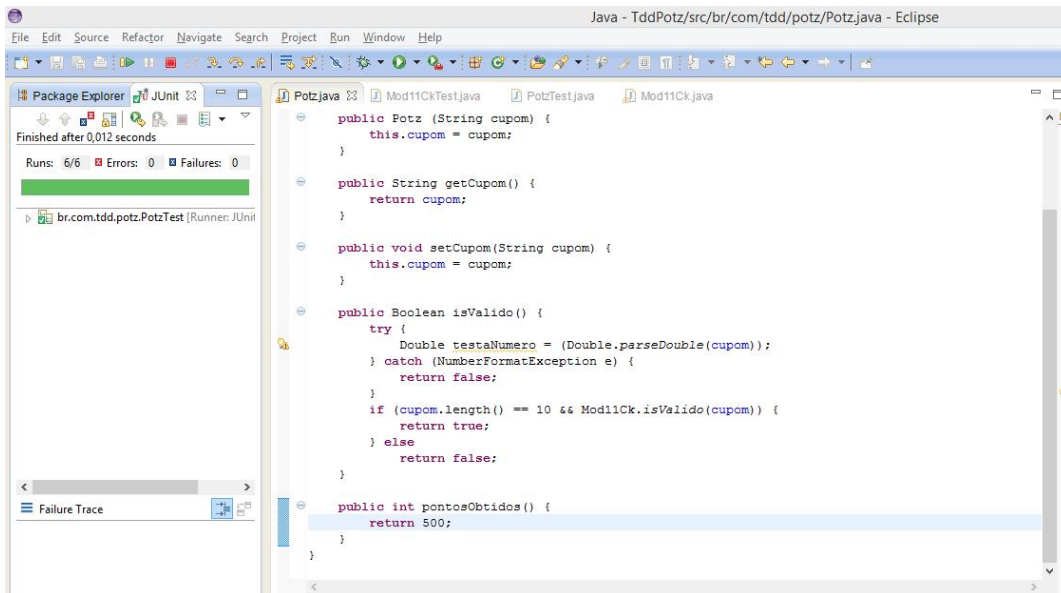 Java - TddPotz/src/br/com/tdd/potz/Potz.java - Eclipse
File Edit Source Refactor Navigate Search Project Run Window Help
Package Explorer JUnit
Finished after 0,012 seconds
Runs: 6/6 Errors: 0 Failures: 0
br.com.tdd.potz.PotzTest [Runner: JUnit
Failure Trace
Potz.java Mod11CkTest.java PotzTest.java Mod11Ck.java
public Potz (String cupom) {
this.cupom = cupom;
}
public String getCupom() {
return cupom;
}
public void setCupom(String cupom) {
this.cupom = cupom;
}
public Boolean isValido() {
try {
Double testaNumero = (Double.parseDouble(cupom));
} catch (NumberFormatException e) {
return false;
}
if (cupom.length() == 10 && Mod11Ck.isValido(cupom)) {
return true;
} else
return false;
}
public int pontosObtidos() {
return 500;
}
}